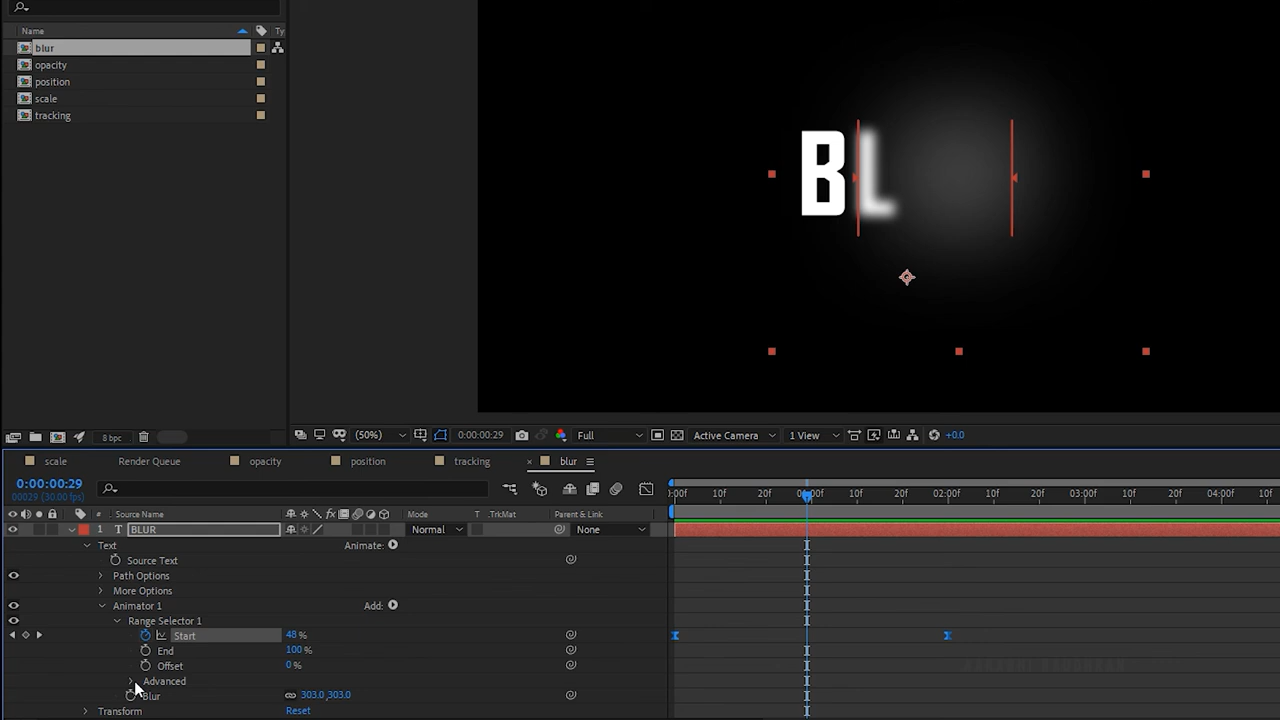 Name Ty
blur
opacity
position
scale
tracking
BL
8 bpc
(50%) 0:00:00:29 Full Active Camera 1 View +0.0
scale Render Queue opacity position tracking × blur
0:00:00:29
00029 (30.00 fps)
:00f 10f 20f 00f 10f 20f 02:00f 10f 20f 03:00f 10f 20f 04:00f 10f
# Source Name Mode T .TrkMat Parent & Link
1 T BLUR Normal None
Text Animate:
Source Text
Path Options
More Options
Animator 1 Add:
Range Selector 1
Start 48 %
End 100 %
Offset 0 %
Advanced
Blur 303.0,303.0
Transform Reset